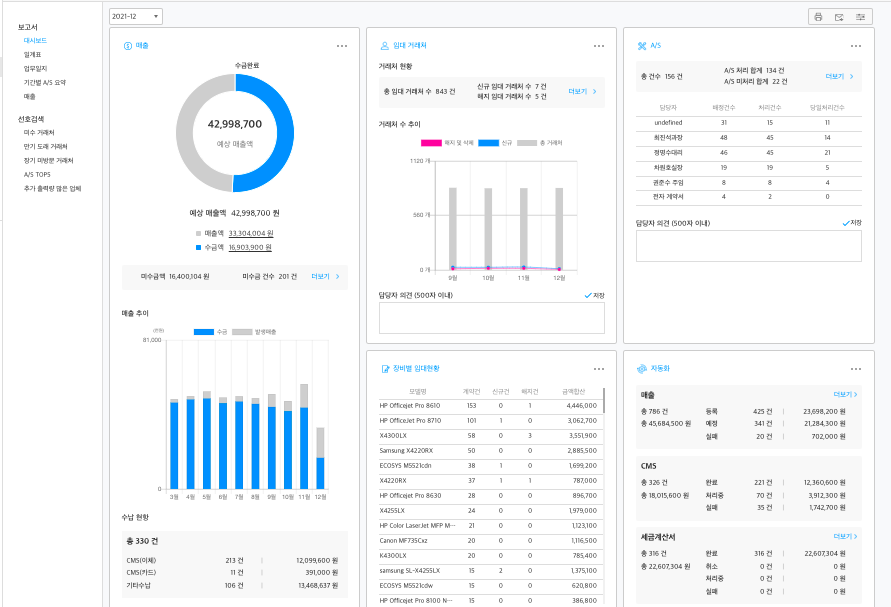 보고서
대시보드
일계표
업무일지
기간별 A/S 요약
매출
선호검색
미수 거래처
만기 도래 거래처
장기 미방문 거래처
A/S TOP5
추가 출력량 많은 업체
2021-12
매출
수금완료
42,998,700
예상 매출액
예상 매출액 42,998,700 원
매출액 33,304,004 원
수금액 16,903,900 원
미수금액 16,400,104 원 미수금 건수 201 건 더보기
매출 추이
(천원)
수금 발생매출
81,000
0
3월 4월 5월 6월 7월 8월 9월 10월 11월 12월
수납 현황
총 330 건
CMS(이체) 213 건 12,099,600 원
CMS(카드) 11 건 391,000 원
기타수납 106 건 13,468,637 원
임대 거래처
거래처 현황
총 임대 거래처 수 843 건
신규 임대 거래처 수 7 건
해지 임대 거래처 수 5 건
더보기
거래처 수 추이
해지 및 삭제 신규 총 거래처
1120 개
560 개
0 개
9월 10월 11월 12월
담당자 의견 (500자 이내) 저장
A/S
총 건수 156 건
A/S 처리 합계 134 건
A/S 미처리 합계 22 건
더보기
담당자 배정건수 처리건수 당일처리건수
undefined 31 15 11
최진석과장 48 45 14
정명수대리 46 45 21
차원호실장 19 19 5
권준수 주임 8 8 4
전자 계약서 4 2 0
담당자 의견 (500자 이내) 저장
장비별 임대현황
모델명 계약건 신규건 해지건 금액합산
HP Officejet Pro 8610 153 0 1 4,446,000
HP OfficeJet Pro 8710 101 1 0 3,062,700
X4300LX 58 0 3 3,551,900
Samsung X4220RX 50 0 0 2,885,500
ECOSYS M5521cdn 38 1 0 1,699,200
X4220RX 37 1 1 787,000
HP Officejet Pro 8630 28 0 0 896,700
X4255LX 24 0 0 1,979,000
HP Color LaserJet MFP M··· 21 0 0 1,123,100
Canon MF735Cxz 20 0 0 1,116,500
K4300LX 20 0 0 785,400
samsung SL-X4255LX 15 2 0 1,375,100
ECOSYS M5521cdw 15 0 0 620,800
HP Officejet Pro 8100 N··· 15 0 0 386,800
자동화
매출 더보기
총 786 건 등록 425 건 23,698,200 원
총 45,684,500 원 예정 341 건 21,284,300 원
실패 20 건 702,000 원
CMS
총 326 건 완료 221 건 12,360,600 원
총 18,015,600 원 처리중 70 건 3,912,300 원
실패 35 건 1,742,700 원
세금계산서 더보기
총 316 건 완료 316 건 22,607,304 원
총 22,607,304 원 취소 0 건 0 원
처리중 0 건 0 원
실패 0 건 0 원